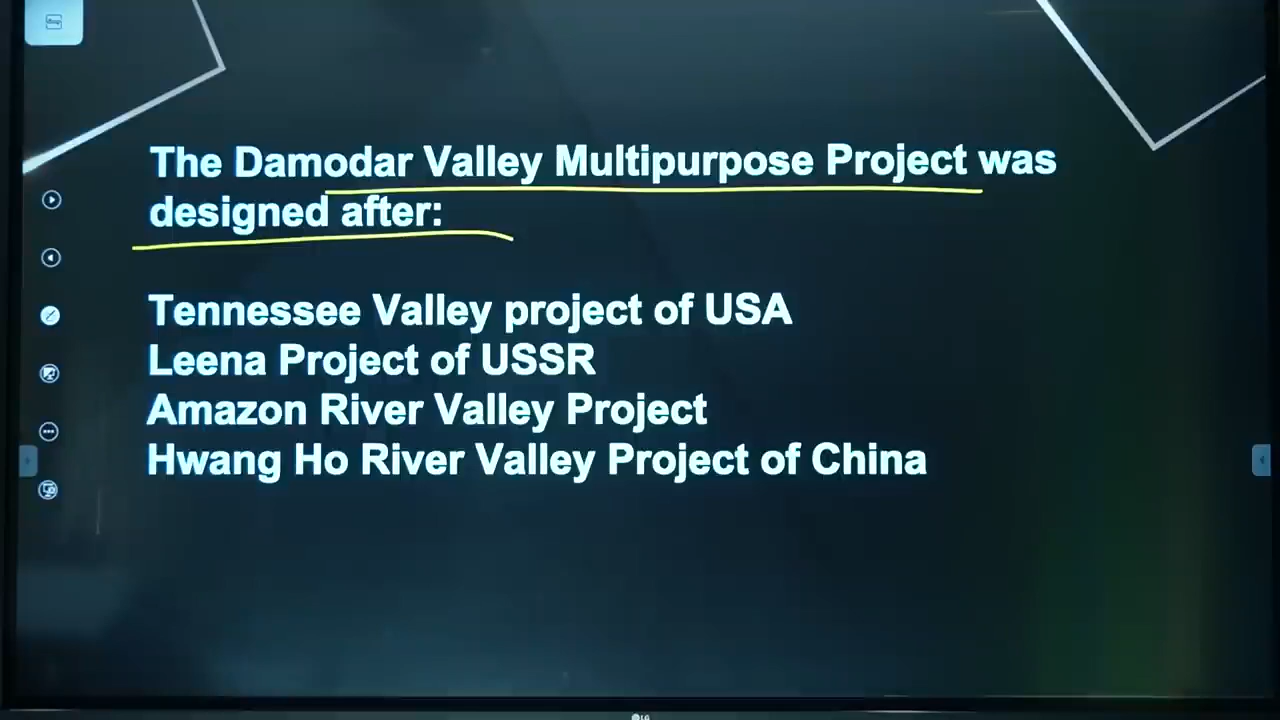 The Damodar Valley Multipurpose Project was
designed after:
Tennessee Valley project of USA
Leena Project of USSR
Amazon River Valley Project
Hwang Ho River Valley Project of China
LG